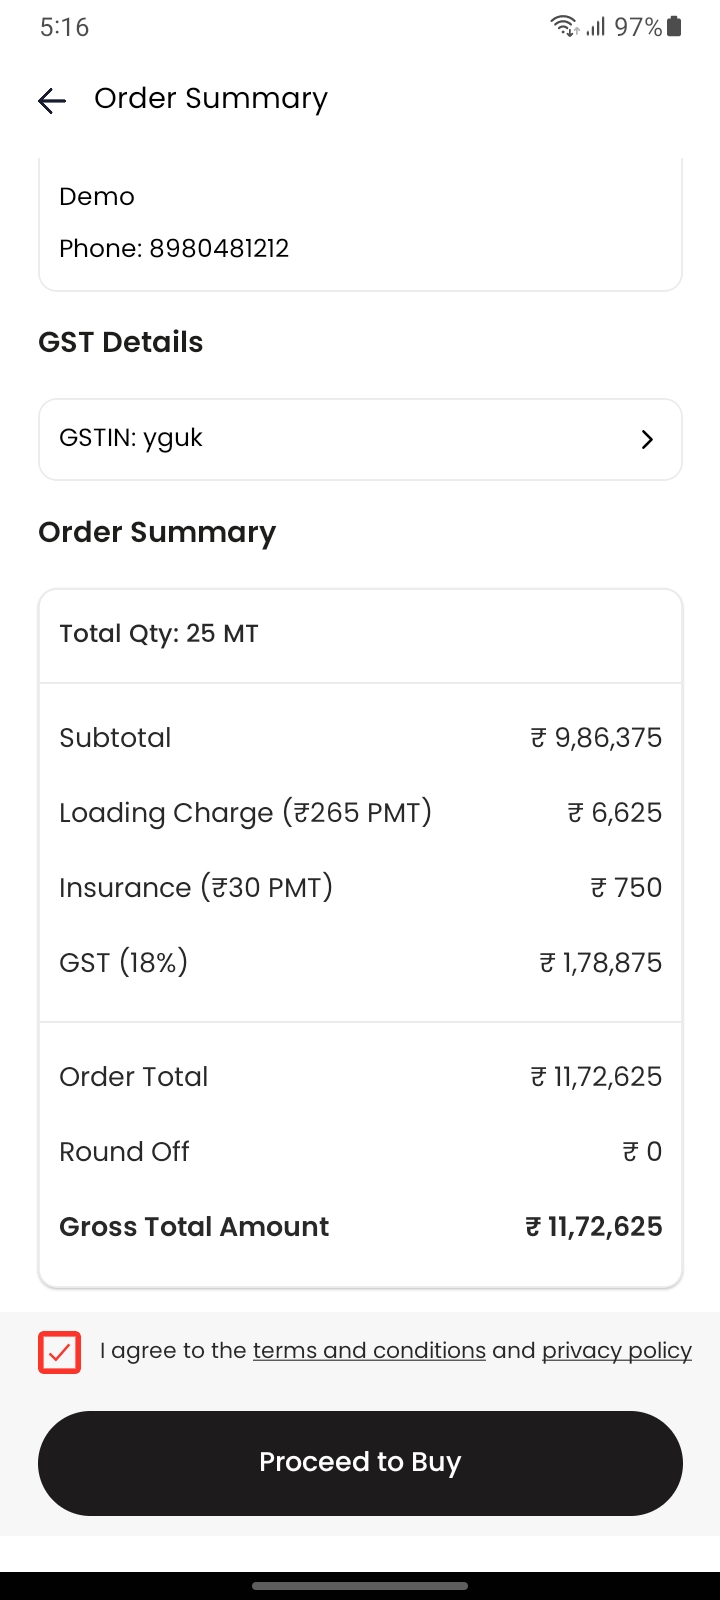 5:16 97%
Order Summary
Demo
Phone: 8980481212
GST Details
GSTIN: yguk
Order Summary
Total Qty: 25 MT
Subtotal ₹ 9,86,375
Loading Charge (₹265 PMT) ₹ 6,625
Insurance (₹30 PMT) ₹ 750
GST (18%) ₹ 1,78,875
Order Total ₹ 11,72,625
Round Off ₹ 0
Gross Total Amount ₹ 11,72,625
I agree to the terms and conditions and privacy policy
Proceed to Buy